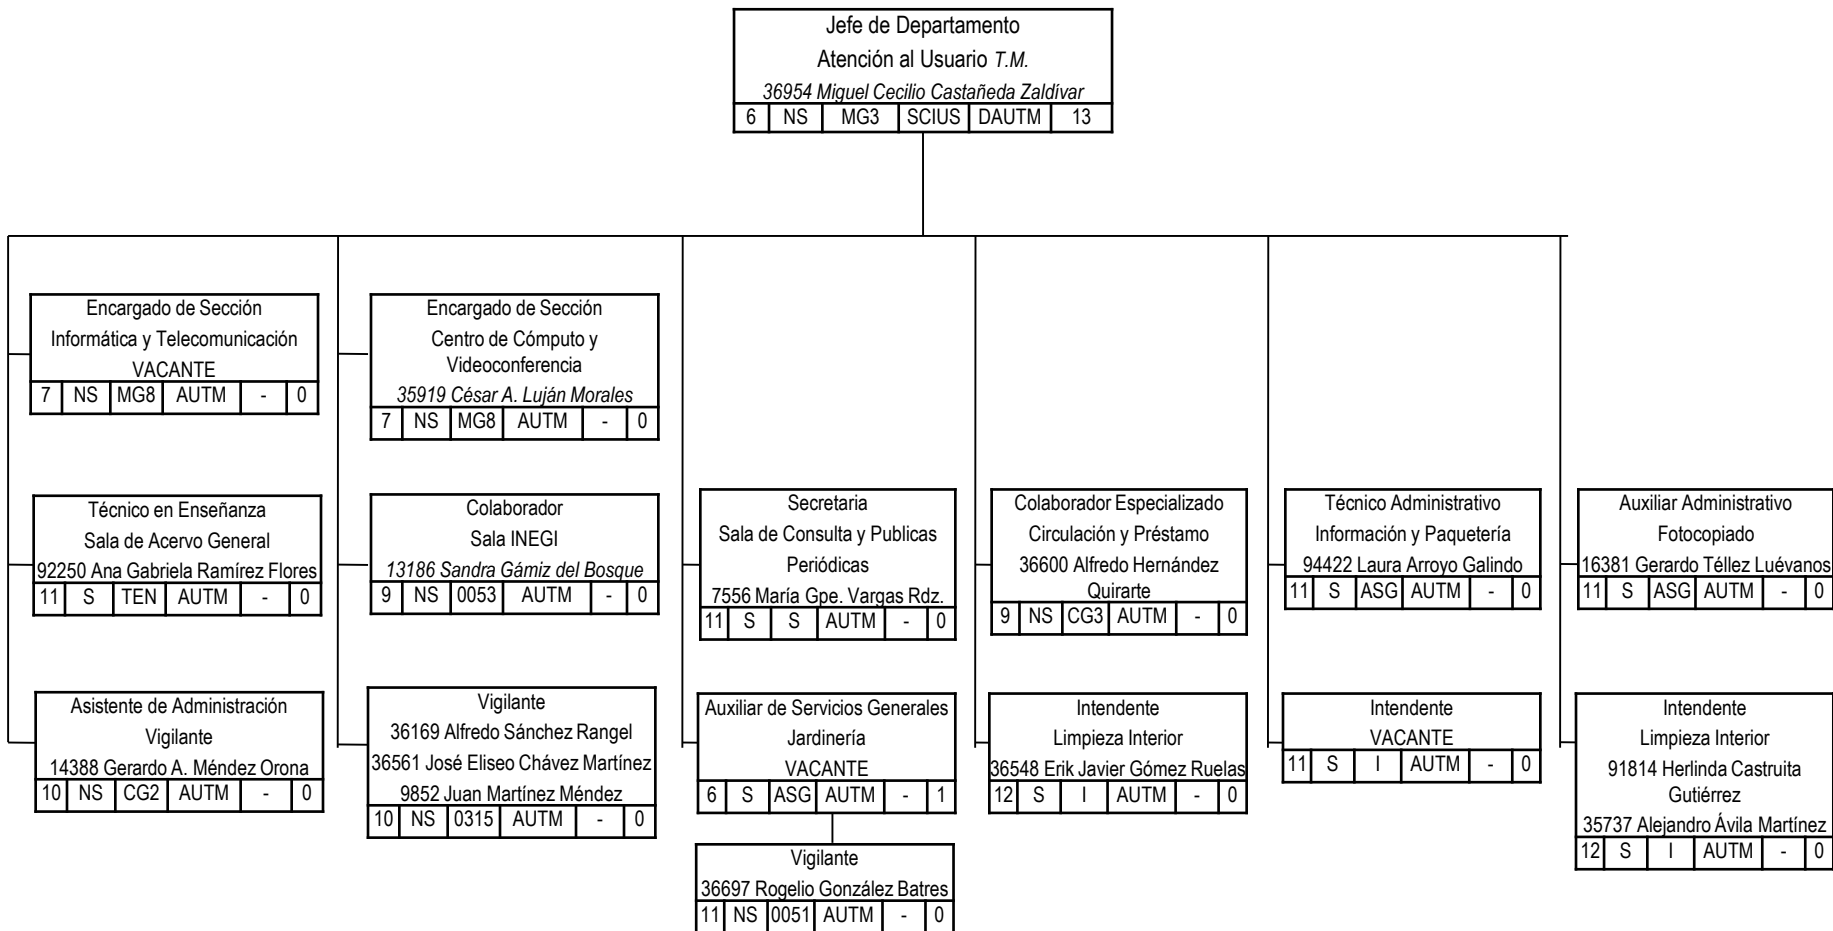 Jefe de Departamento
Atención al Usuario T.M.
36954 Miguel Cecilio Castañeda Zaldívar
6 NS MG3 SCIUS DAUTM 13
Encargado de Sección
Informática y Telecomunicación
VACANTE
7 NS MG8 AUTM - 0
Encargado de Sección
Centro de Cómputo y
Videoconferencia
35919 César A. Luján Morales
7 NS MG8 AUTM - 0
Técnico en Enseñanza
Sala de Acervo General
92250 Ana Gabriela Ramírez Flores
11 S TEN AUTM - 0
Colaborador
Sala INEGI
13186 Sandra Gámiz del Bosque
9 NS 0053 AUTM - 0
Secretaria
Sala de Consulta y Publicas
Periódicas
7556 María Gpe. Vargas Rdz.
11 S S AUTM - 0
Colaborador Especializado
Circulación y Préstamo
36600 Alfredo Hernández
Quirarte
9 NS CG3 AUTM - 0
Técnico Administrativo
Información y Paquetería
94422 Laura Arroyo Galindo
11 S ASG AUTM - 0
Auxiliar Administrativo
Fotocopiado
16381 Gerardo Téllez Luévanos
11 S ASG AUTM - 0
Asistente de Administración
Vigilante
14388 Gerardo A. Méndez Orona
10 NS CG2 AUTM - 0
Vigilante
36169 Alfredo Sánchez Rangel
36561 José Eliseo Chávez Martínez
9852 Juan Martínez Méndez
10 NS 0315 AUTM - 0
Auxiliar de Servicios Generales
Jardinería
VACANTE
6 S ASG AUTM - 1
Intendente
Limpieza Interior
36548 Erik Javier Gómez Ruelas
12 S I AUTM - 0
Intendente
VACANTE
11 S I AUTM - 0
Intendente
Limpieza Interior
91814 Herlinda Castruita
Gutiérrez
35737 Alejandro Ávila Martínez
12 S I AUTM - 0
Vigilante
36697 Rogelio González Batres
11 NS 0051 AUTM - 0